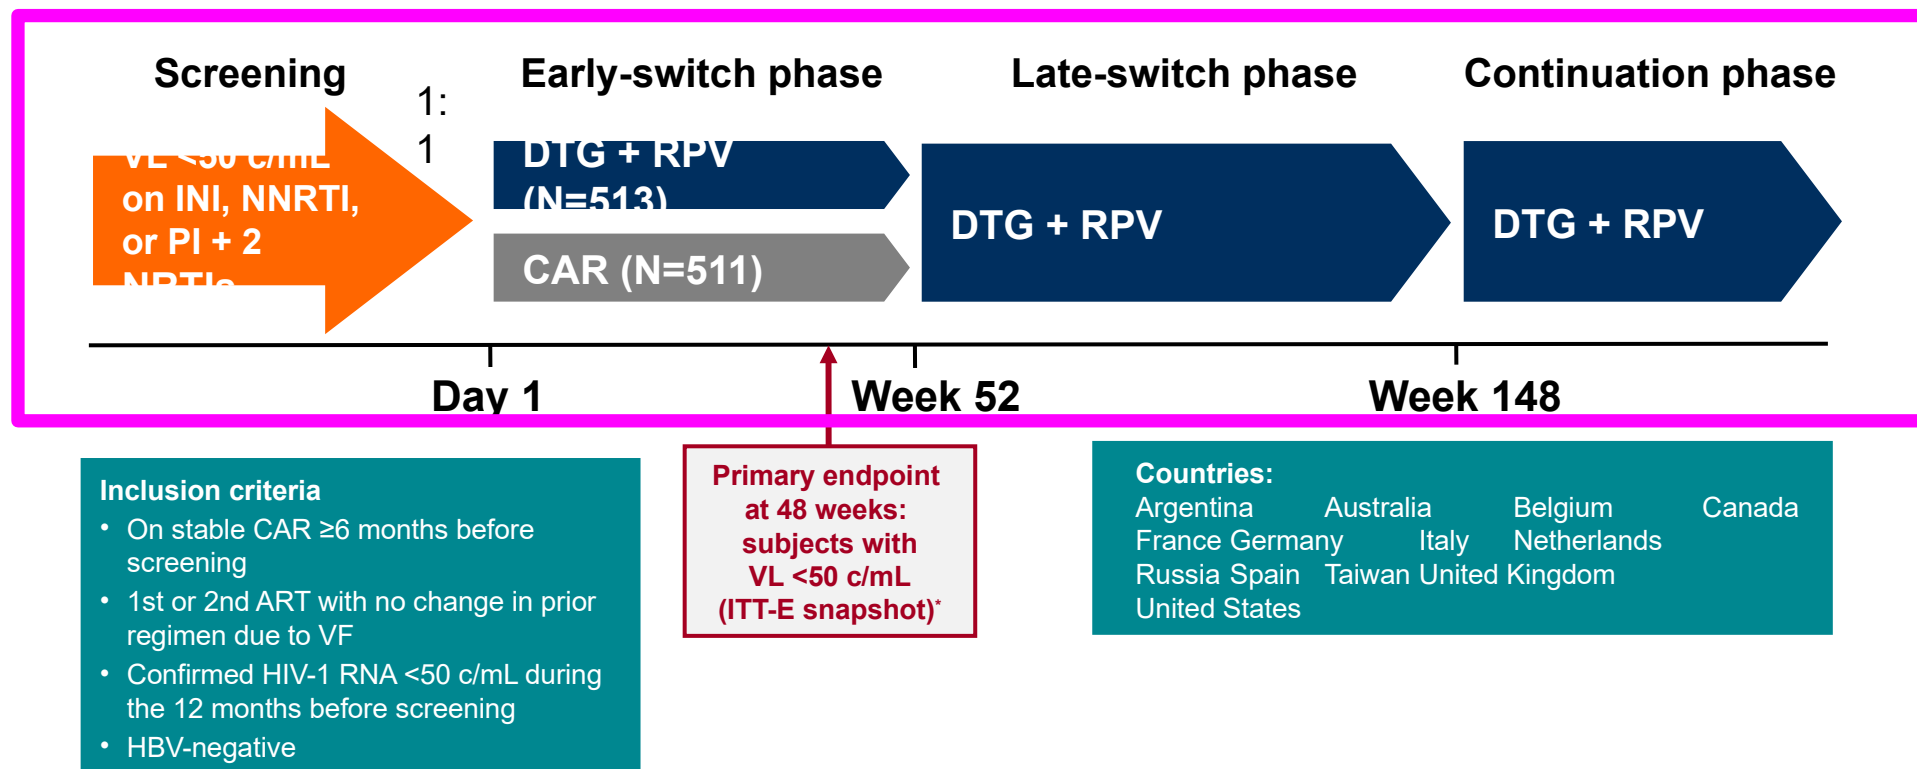 Screening
Early-switch phase
Late-switch phase
Continuation phase
1:
1
VL <50 c/mL
on INI, NNRTI,
or PI + 2
NRTIs
DTG + RPV
(N=513)
CAR (N=511)
DTG + RPV
DTG + RPV
Day 1
Week 52
Week 148
Inclusion criteria
• On stable CAR ≥6 months before
screening
• 1st or 2nd ART with no change in prior
regimen due to VF
• Confirmed HIV-1 RNA <50 c/mL during
the 12 months before screening
• HBV-negative
Primary endpoint
at 48 weeks:
subjects with
VL <50 c/mL
(ITT-E snapshot)*
Countries:
Argentina Australia Belgium Canada
France Germany Italy Netherlands
Russia Spain Taiwan United Kingdom
United States